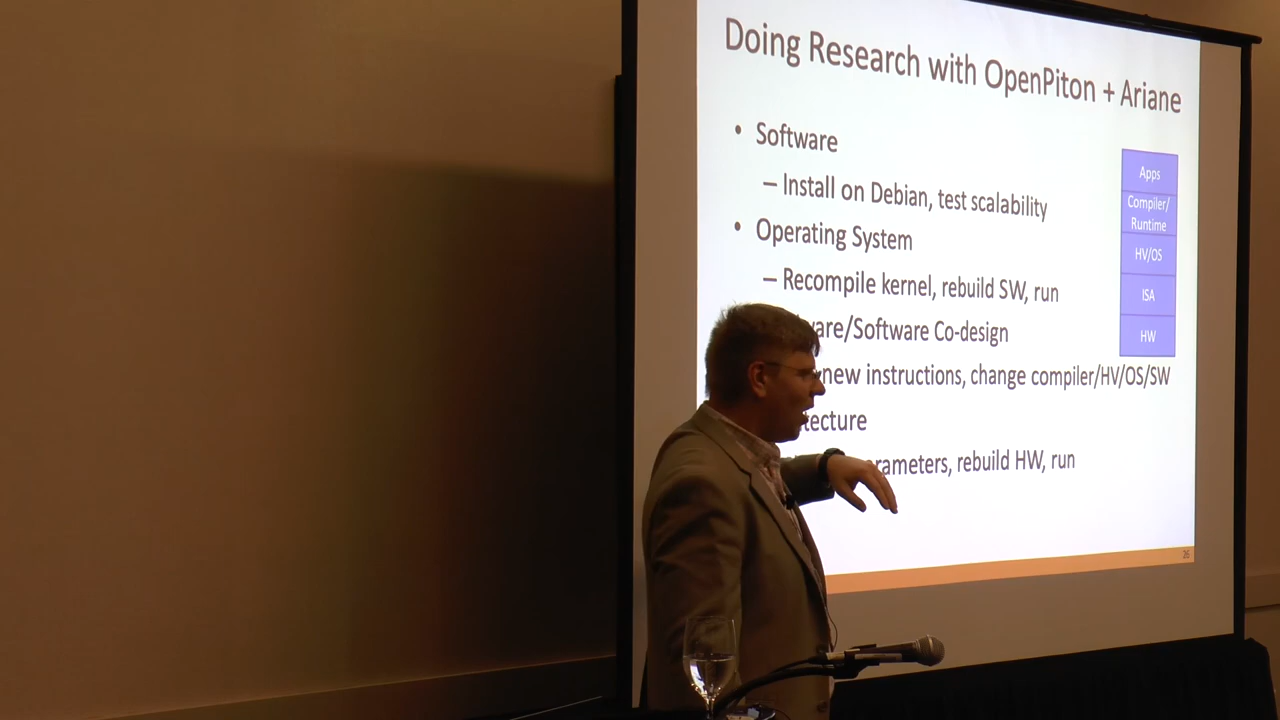 Doing Research with OpenPiton + Ariane
• Software
– Install on Debian, test scalability
• Operating System
– Recompile kernel, rebuild SW, run
ware/Software Co-design
new instructions, change compiler/HV/OS/SW
tecture
rameters, rebuild HW, run
Apps
Compiler/
Runtime
HV/OS
ISA
HW
26